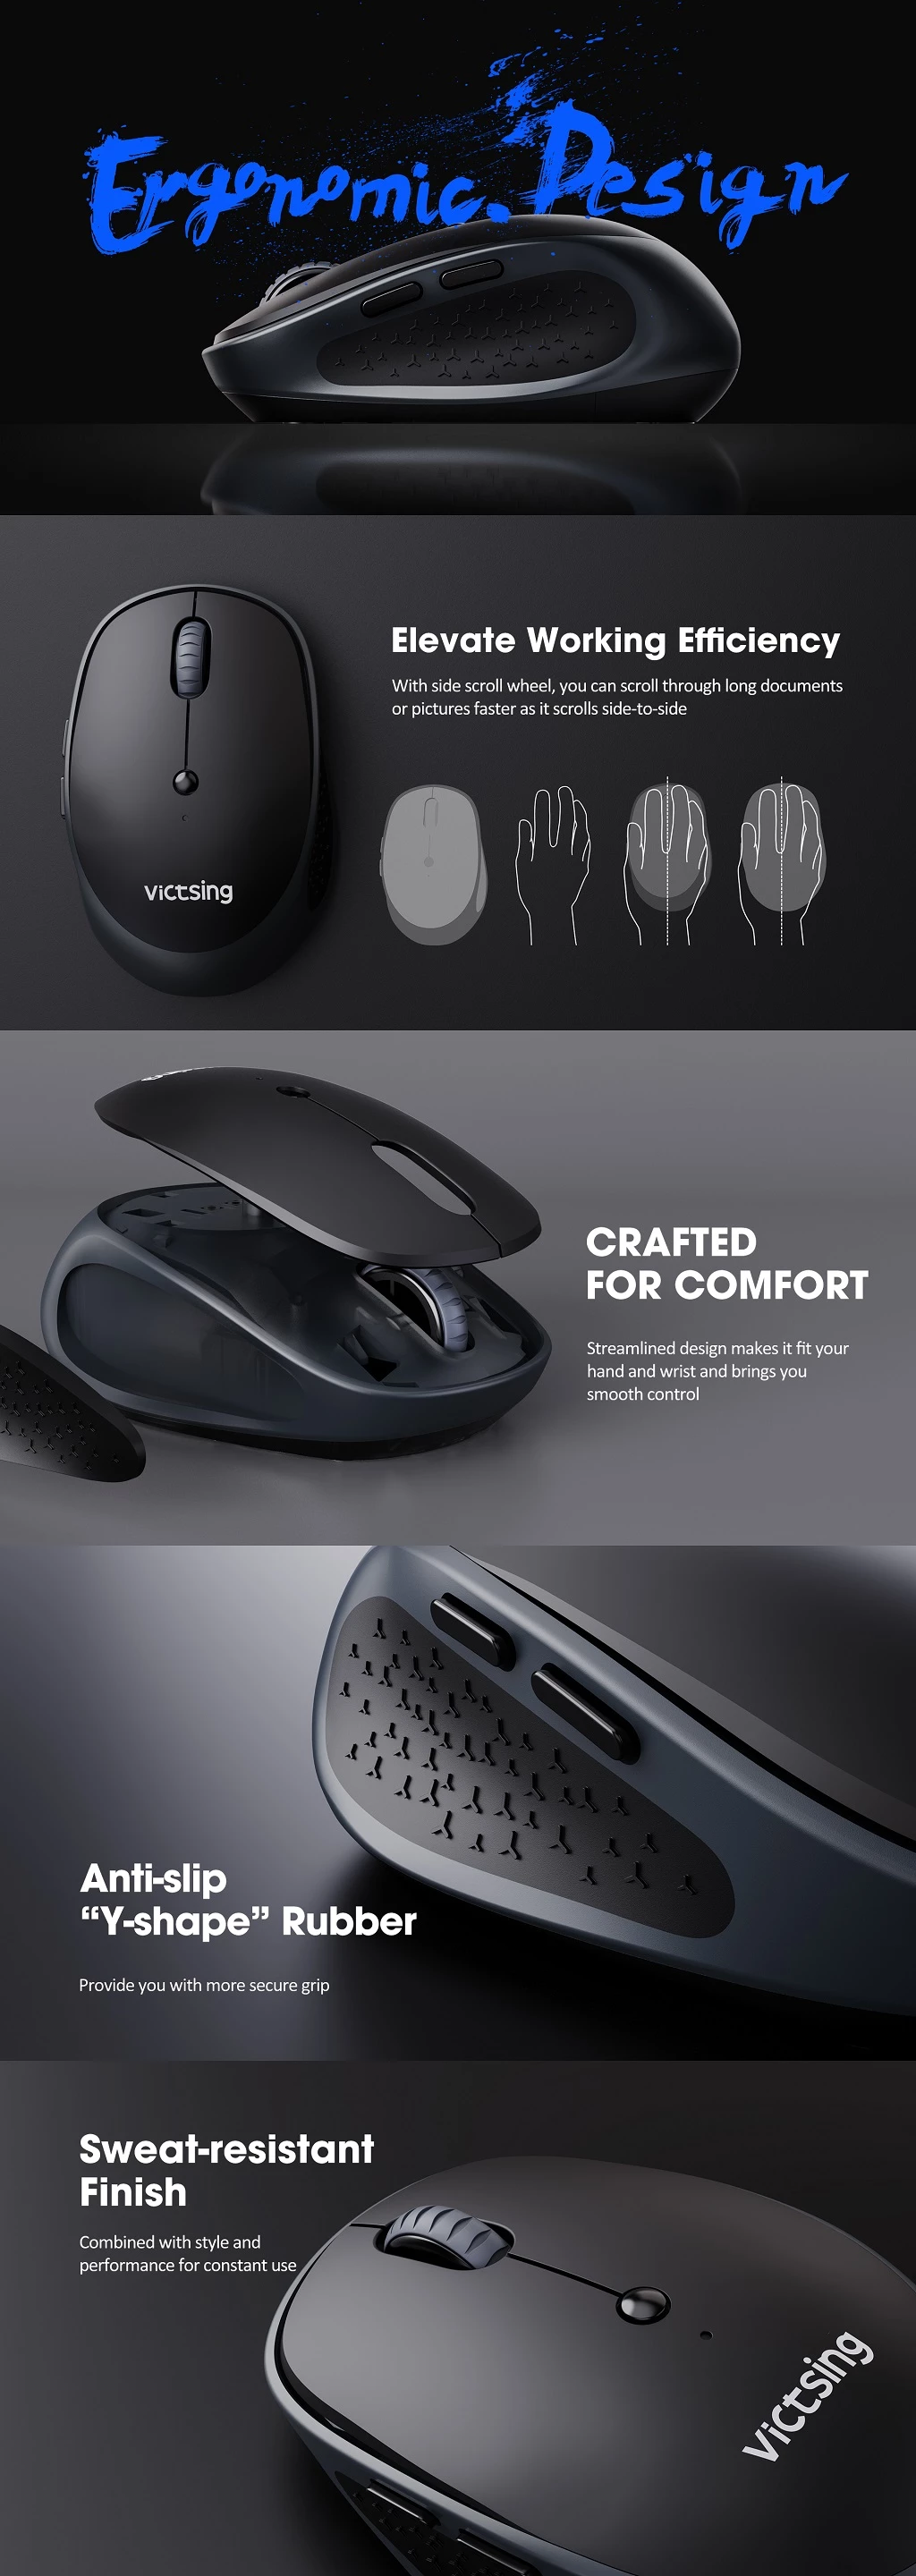 Ergonomic. Design
Elevate Working Efficiency
With side scroll wheel, you can scroll through long documents
or pictures faster as it scrolls side-to-side
victsing
CRAFTED
FOR COMFORT
Streamlined design makes it fit your
hand and wrist and brings you
smooth control
Anti-slip
“Y-shape” Rubber
Provide you with more secure grip
Sweat-resistant
Finish
Combined with style and
performance for constant use
victsing